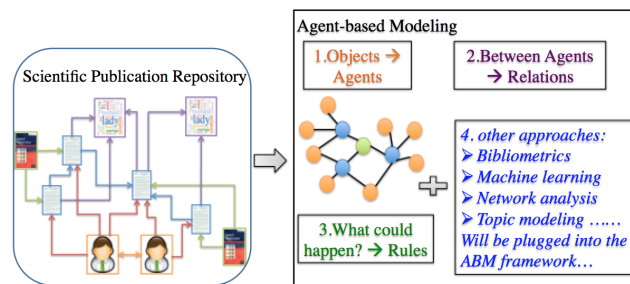 Agent-based Modeling
Scientific Publication Repository
1.Objects →
Agents
2.Between Agents
→ Relations
3.What could
happen? → Rules
4. other approaches:
➢ Bibliometrics
➢ Machine learning
➢ Network analysis
➢ Topic modeling ……
Will be plugged into the
ABM framework…
lady
lady